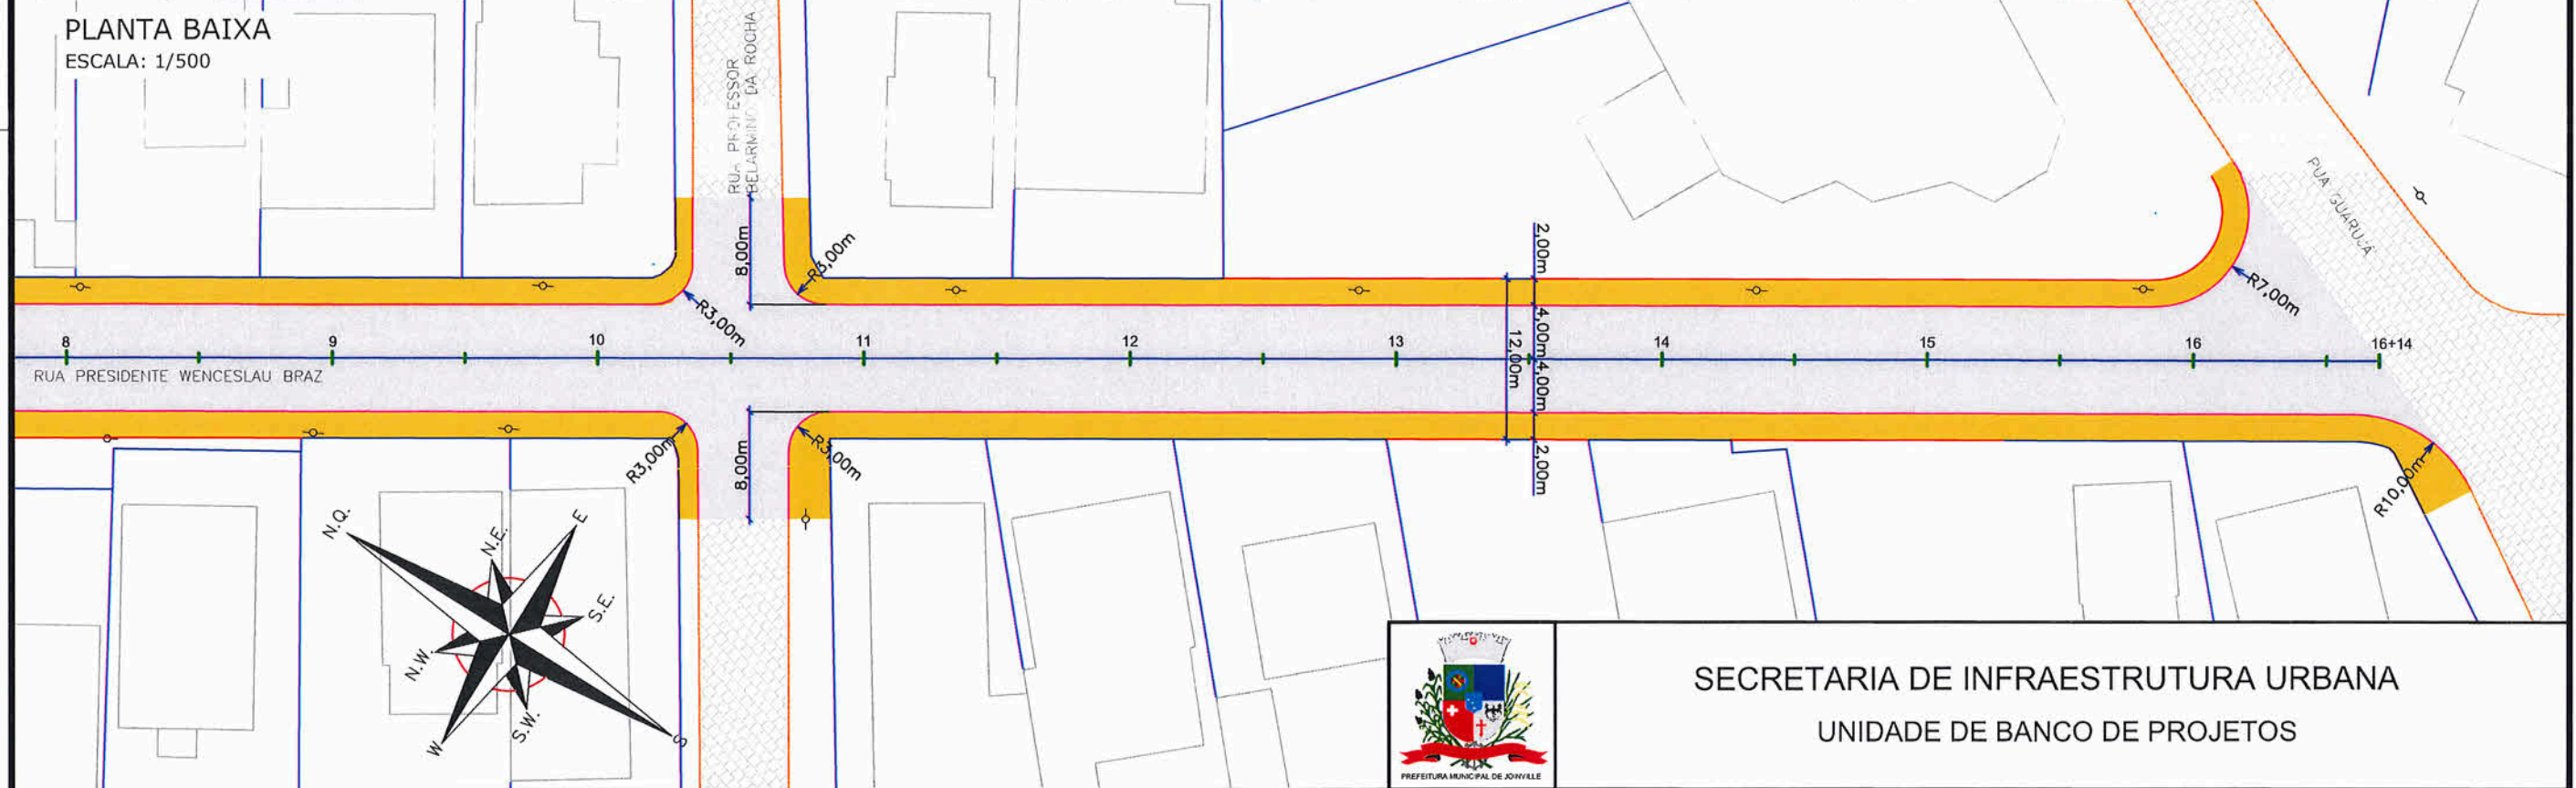 PLANTA BAIXA
ESCALA: 1/500
RUA PROFESSOR
BELARMINO DA ROCHA
RUA GUARUJÁ
8,00m
R3,00m
R3,00m
2,00m
4,00m
12,00m
4,00m
2,00m
R7,00m
8
9
10
11
12
13
14
15
16
16+14
RUA PRESIDENTE WENCESLAU BRAZ
R3,00m
8,00m
R3,00m
R10,00m
N.Q.
N.E.
E
S.E.
N.W.
W
S.W.
S
PREFEITURA MUNICIPAL DE JOINVILLE
SECRETARIA DE INFRAESTRUTURA URBANA
UNIDADE DE BANCO DE PROJETOS